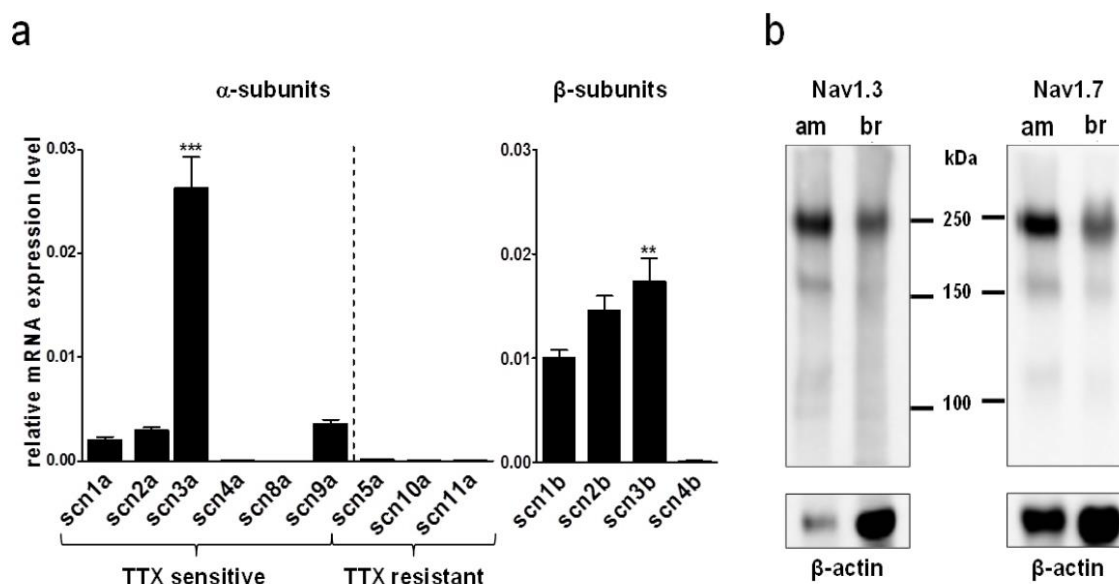 a
α-subunits
relative mRNA expression level
0.03
0.02
0.01
0.00
***
scn1a scn2a scn3a scn4a scn8a scn9a scn5a scn10a scn11a
TTX sensitive TTX resistant
β-subunits
0.03
0.02
0.01
0.00
**
scn1b scn2b scn3b scn4b
b
Nav1.3 Nav1.7
am br am br
kDa
250
150
100
β-actin β-actin